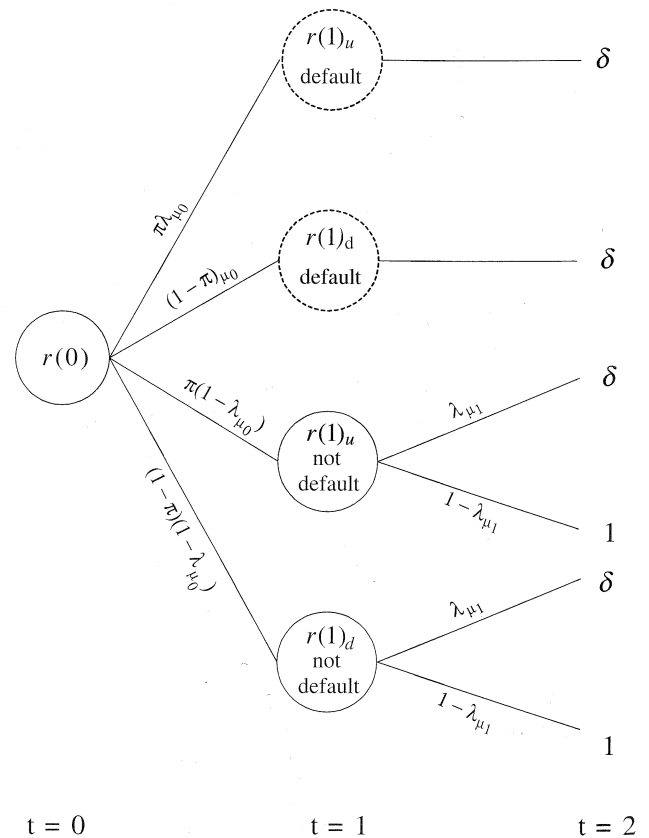 r(1)u
default
δ
πλμ0
r(1)d
default
δ
(1 − π)μ0
r(0)
δ
π(1 − λμ0)
λμ1
r(1)u
not
default
1 − λμ1
1
(1 − π)(1 − λμ0)
δ
λμ1
r(1)d
not
default
1 − λμ1
1
t = 0
t = 1
t = 2